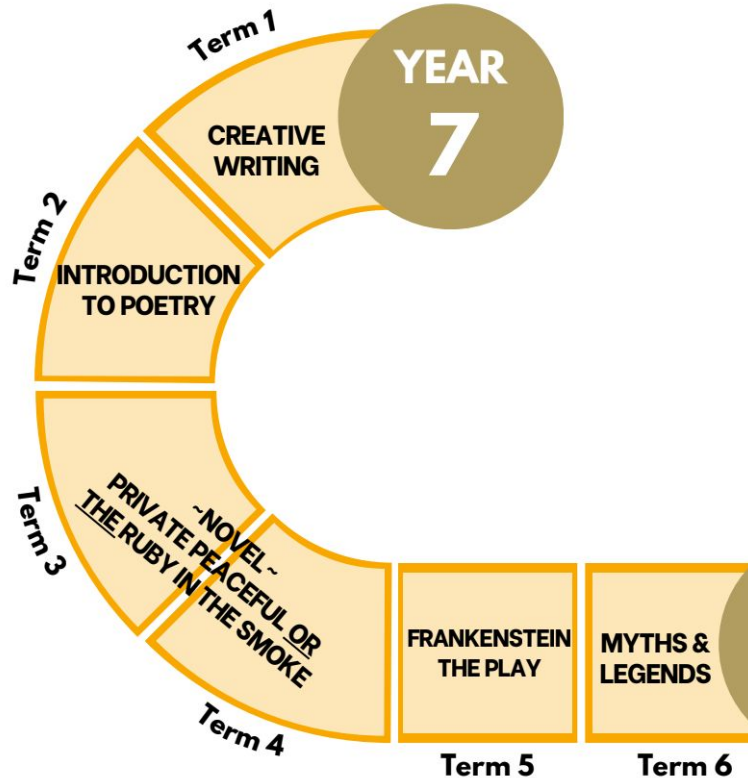 YEAR
7
Term 1
CREATIVE
WRITING
Term 2
INTRODUCTION
TO POETRY
Term 3
~NOVEL~
PRIVATE PEACEFUL OR
THE RUBY IN THE SMOKE
Term 4
FRANKENSTEIN
THE PLAY
Term 5
MYTHS &
LEGENDS
Term 6